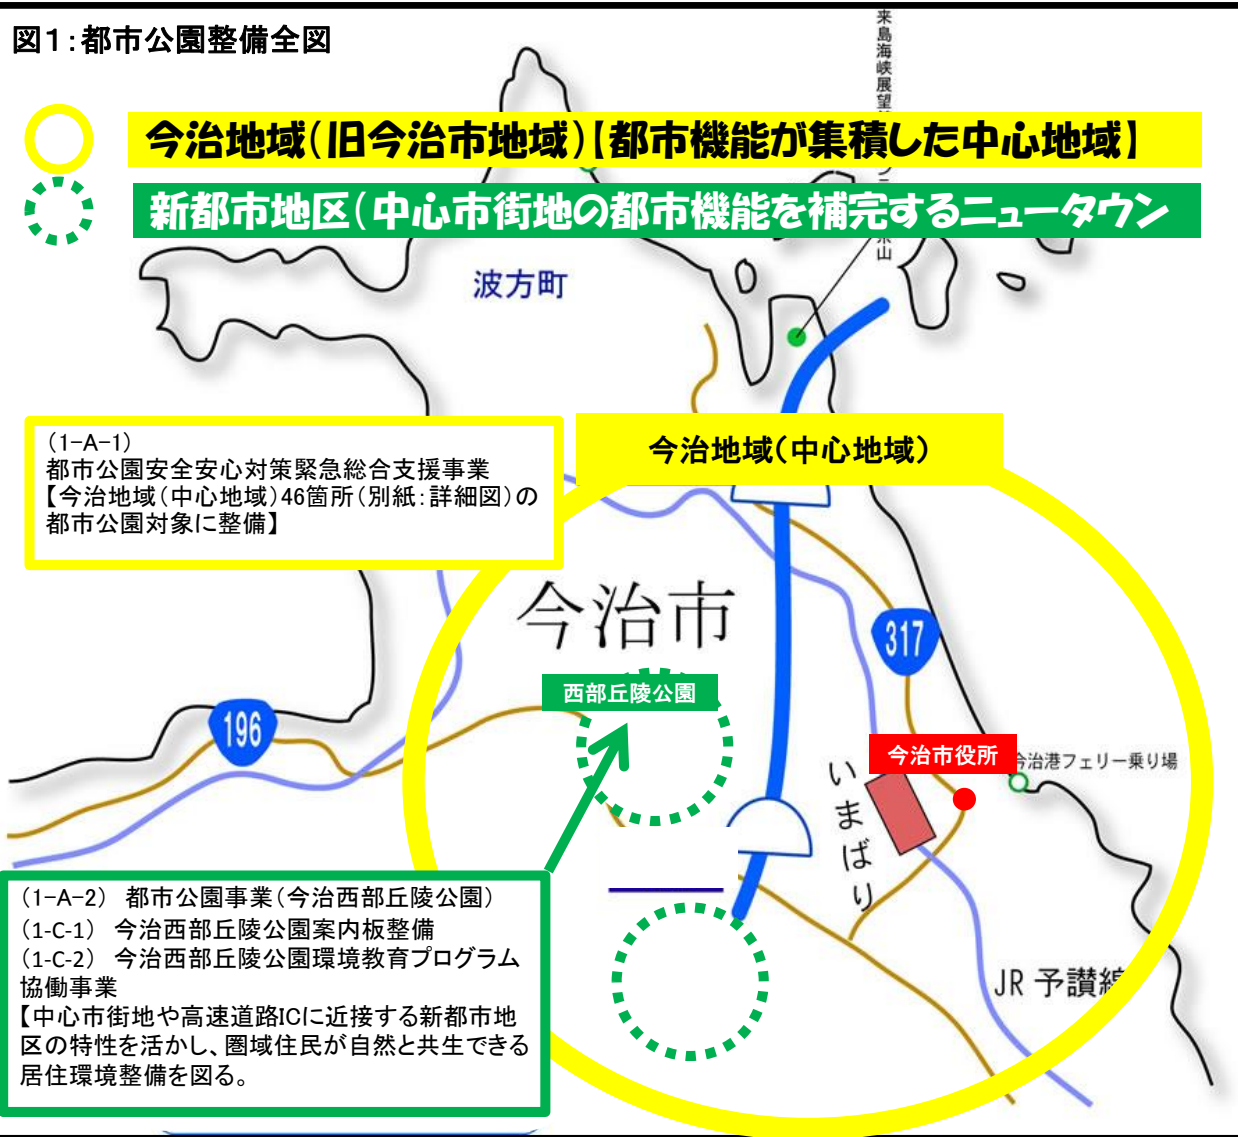 図1:都市公園整備全図
来島海峡展望
今治地域(旧今治市地域)【都市機能が集積した中心地域】
新都市地区(中心市街地の都市機能を補完するニュータウン
山
波方町
(1-A-1)
都市公園安全安心対策緊急総合支援事業
【今治地域(中心地域)46箇所(別紙:詳細図)の
都市公園対象に整備】
今治地域(中心地域)
今治市
317
西部丘陵公園
196
今治市役所
今治港フェリー乗り場
いまばり
(1-A-2) 都市公園事業(今治西部丘陵公園)
(1-C-1) 今治西部丘陵公園案内板整備
(1-C-2) 今治西部丘陵公園環境教育プログラム
協働事業
【中心市街地や高速道路ICに近接する新都市地
区の特性を活かし、圏域住民が自然と共生できる
居住環境整備を図る。
JR 予讃線